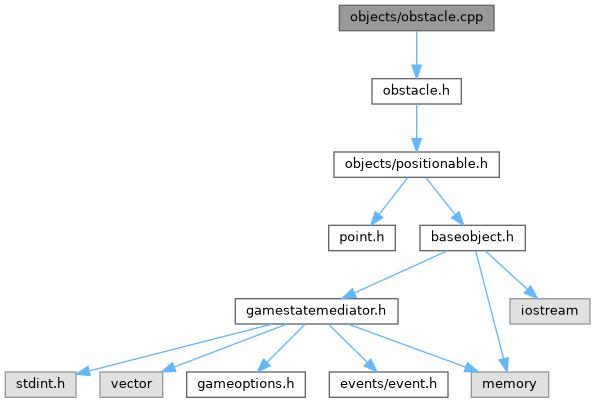 objects/obstacle.cpp
obstacle.h
objects/positionable.h
point.h
baseobject.h
gamestatemediator.h
iostream
stdint.h
vector
gameoptions.h
events/event.h
memory